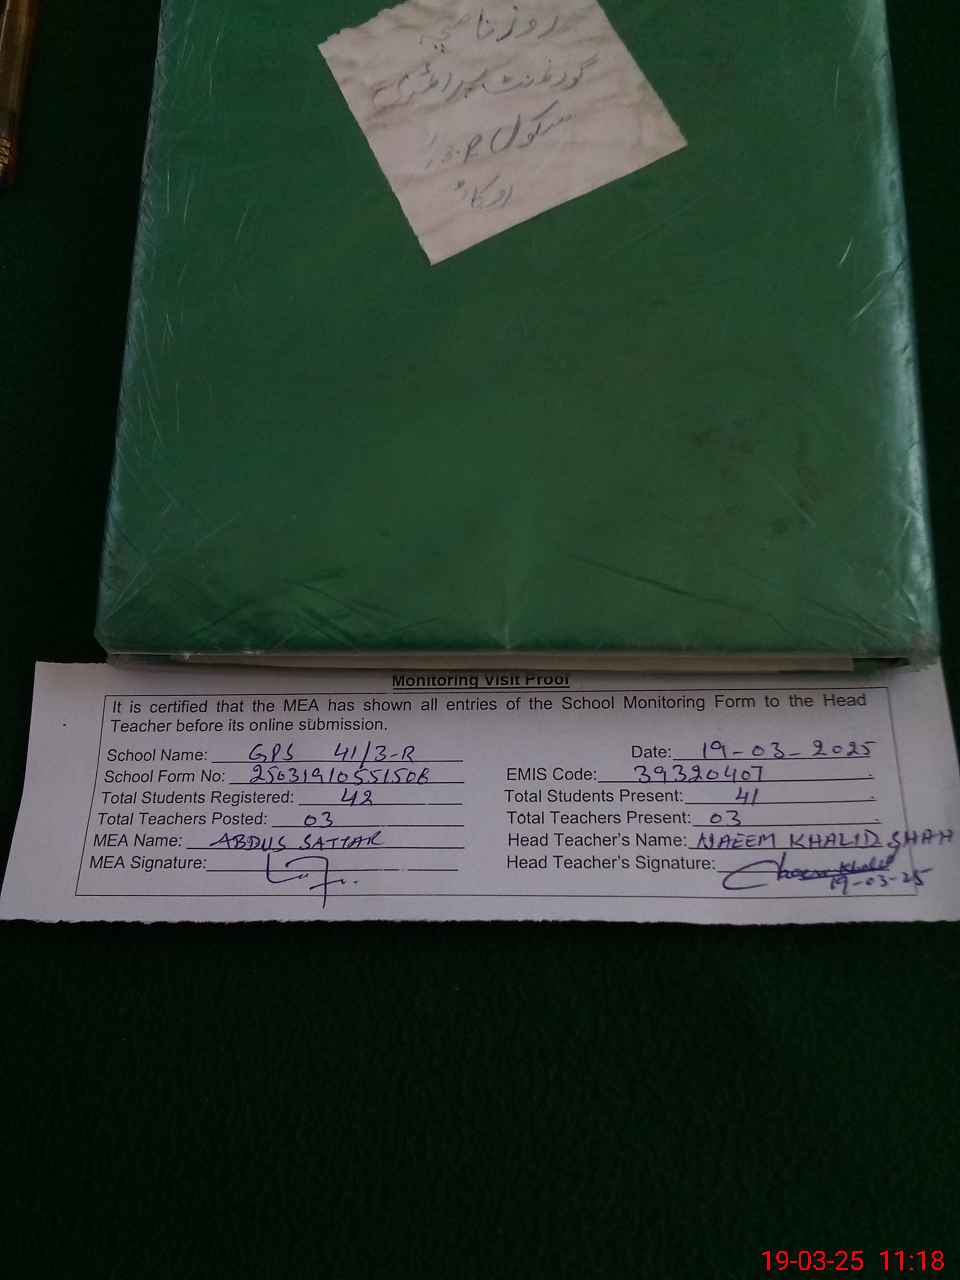 روزنامچہ
گورنمنٹ پرائمری
سکول 3-R/
اوکاڑہ
Monitoring Visit Proof
It is certified that the MEA has shown all entries of the School Monitoring Form to the Head
Teacher before its online submission.
School Name: GPS 41/3-R Date: 19-03-2025
School Form No: 2503191055150B EMIS Code: 39320407
Total Students Registered: 42 Total Students Present: 41
Total Teachers Posted: 03 Total Teachers Present: 03
MEA Name: ABDUS SATTAR Head Teacher's Name: NAEEM KHALID SHAH
MEA Signature: Head Teacher's Signature:
19-03-25
19-03-25 11:18